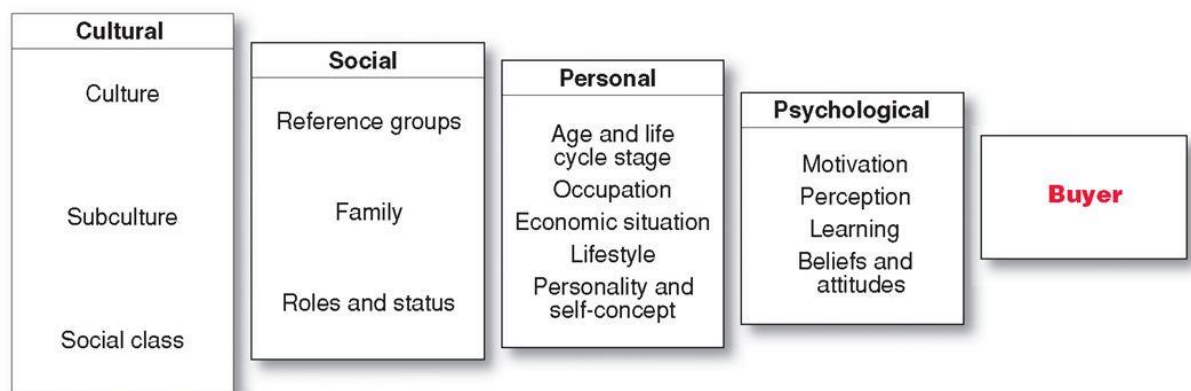 Cultural
Culture
Subculture
Social class
Social
Reference groups
Family
Roles and status
Personal
Age and life
cycle stage
Occupation
Economic situation
Lifestyle
Personality and
self-concept
Psychological
Motivation
Perception
Learning
Beliefs and
attitudes
Buyer